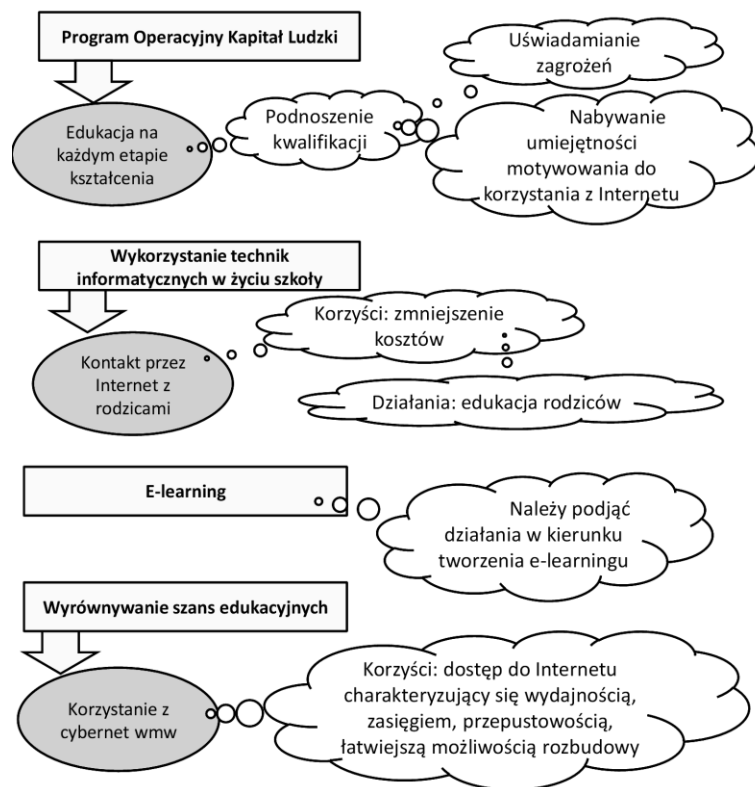 Program Operacyjny Kapitał Ludzki
Uświadamianie
zagrożeń
Edukacja na
każdym etapie
kształcenia
Podnoszenie
kwalifikacji
Nabywanie
umiejętności
motywowania do
korzystania z Internetu
Wykorzystanie technik
informatycznych w życiu szkoły
Kontakt przez
Internet z
rodzicami
Korzyści: zmniejszenie
kosztów
Działania: edukacja rodziców
E-learning
Należy podjąć
działania w kierunku
tworzenia e-learningu
Wyrównywanie szans edukacyjnych
Korzystanie z
cybernet wmw
Korzyści: dostęp do Internetu
charakteryzujący się wydajnością,
zasięgiem, przepustowością,
łatwiejszą możliwością rozbudowy